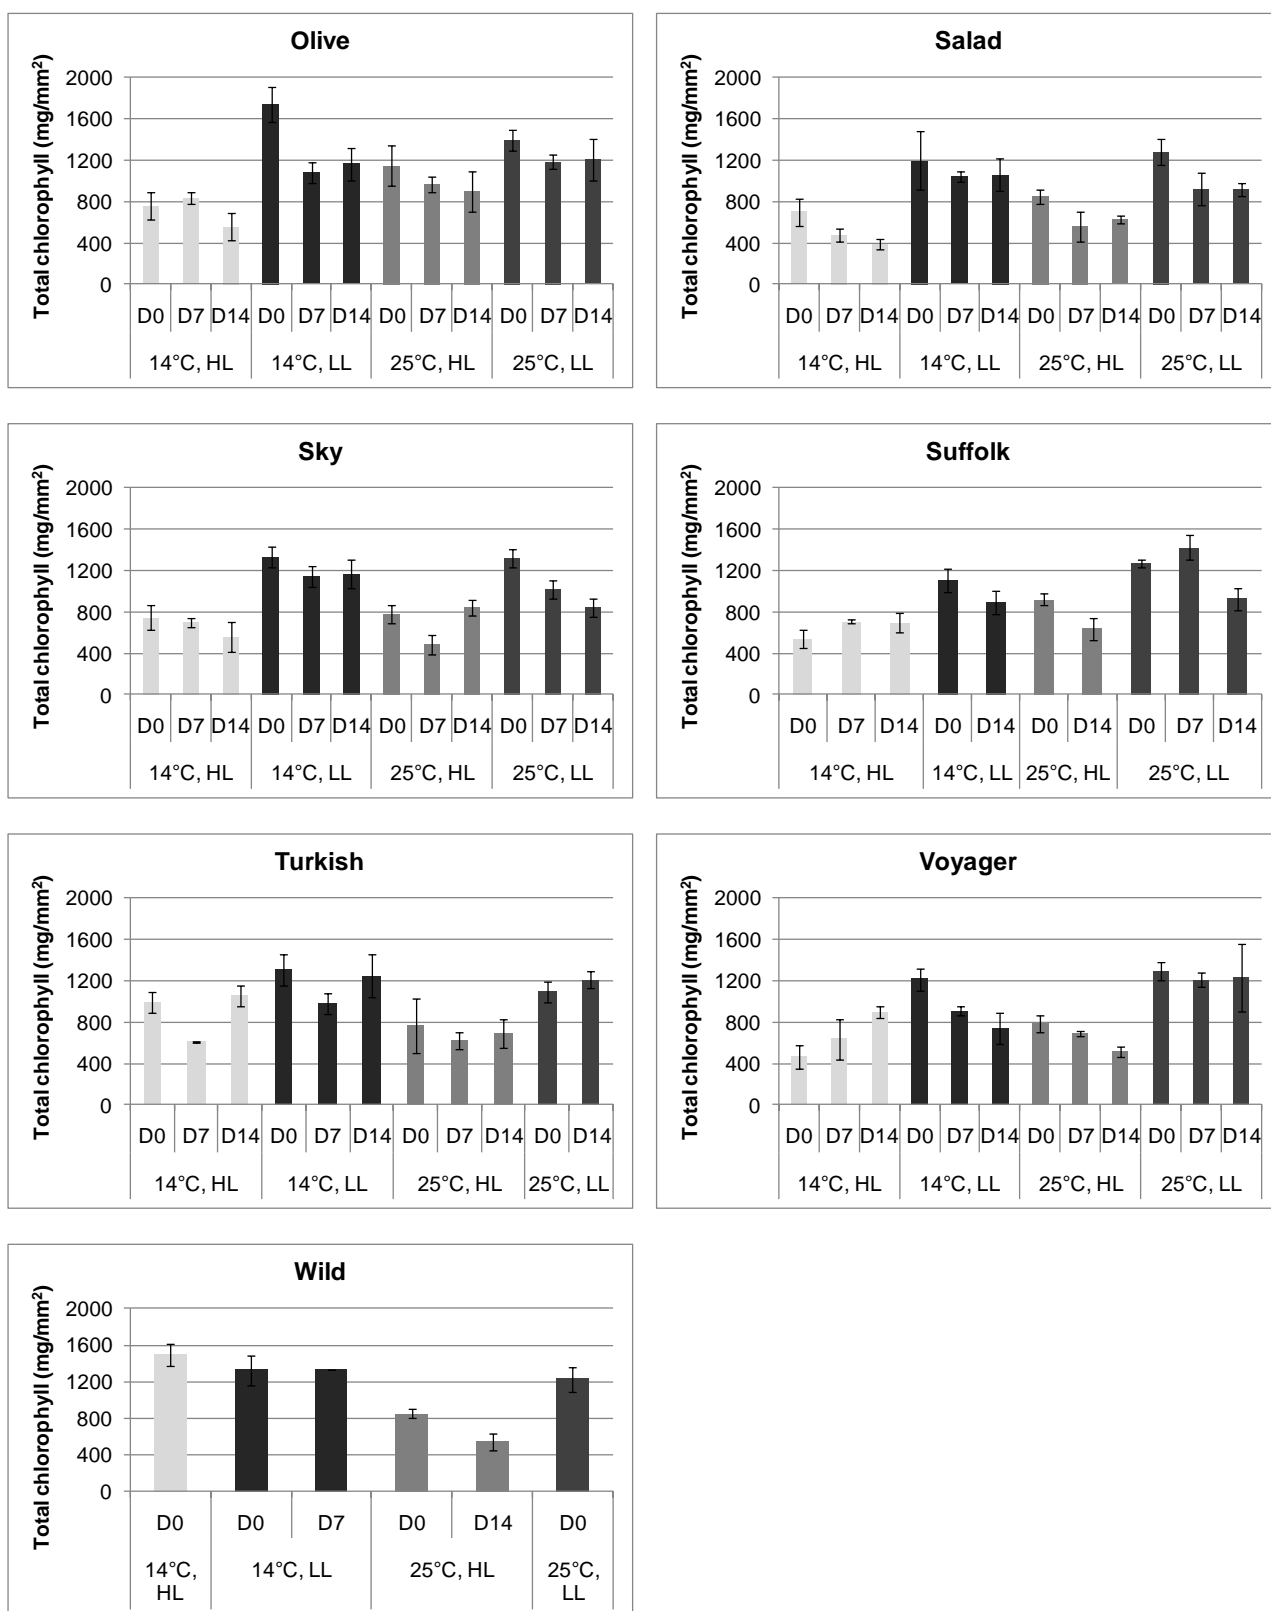 Olive
Total chlorophyll (mg/mm²)
2000
1600
1200
800
400
0
D0 D7 D14 D0 D7 D14 D0 D7 D14 D0 D7 D14
14°C, HL 14°C, LL 25°C, HL 25°C, LL
Salad
Total chlorophyll (mg/mm²)
2000
1600
1200
800
400
0
D0 D7 D14 D0 D7 D14 D0 D7 D14 D0 D7 D14
14°C, HL 14°C, LL 25°C, HL 25°C, LL
Sky
Total chlorophyll (mg/mm²)
2000
1600
1200
800
400
0
D0 D7 D14 D0 D7 D14 D0 D7 D14 D0 D7 D14
14°C, HL 14°C, LL 25°C, HL 25°C, LL
Suffolk
Total chlorophyll (mg/mm²)
2000
1600
1200
800
400
0
D0 D7 D14 D0 D14 D0 D14 D0 D7 D14
14°C, HL 14°C, LL 25°C, HL 25°C, LL
Turkish
Total chlorophyll (mg/mm²)
2000
1600
1200
800
400
0
D0 D7 D14 D0 D7 D14 D0 D7 D14 D0 D14
14°C, HL 14°C, LL 25°C, HL 25°C, LL
Voyager
Total chlorophyll (mg/mm²)
2000
1600
1200
800
400
0
D0 D7 D14 D0 D7 D14 D0 D7 D14 D0 D7 D14
14°C, HL 14°C, LL 25°C, HL 25°C, LL
Wild
Total chlorophyll (mg/mm²)
2000
1600
1200
800
400
0
D0 D0 D7 D0 D14 D0
14°C, 14°C, LL 25°C, HL 25°C,
HL LL